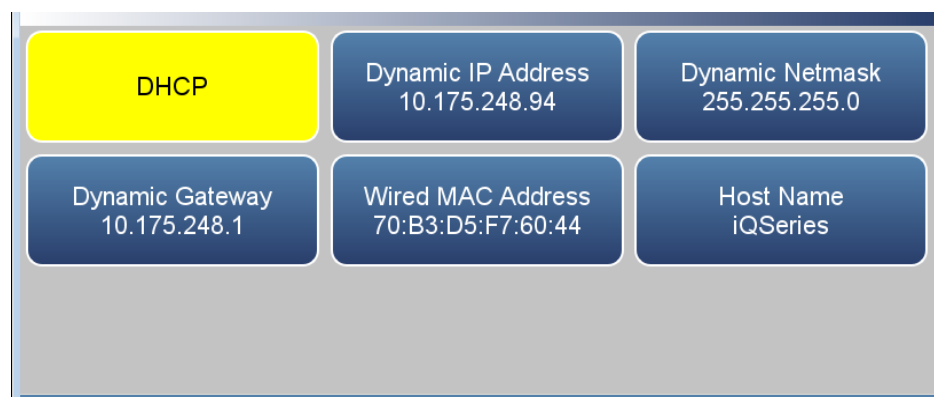 DHCP
Dynamic IP Address
10.175.248.94
Dynamic Netmask
255.255.255.0
Dynamic Gateway
10.175.248.1
Wired MAC Address
70:B3:D5:F7:60:44
Host Name
iQSeries